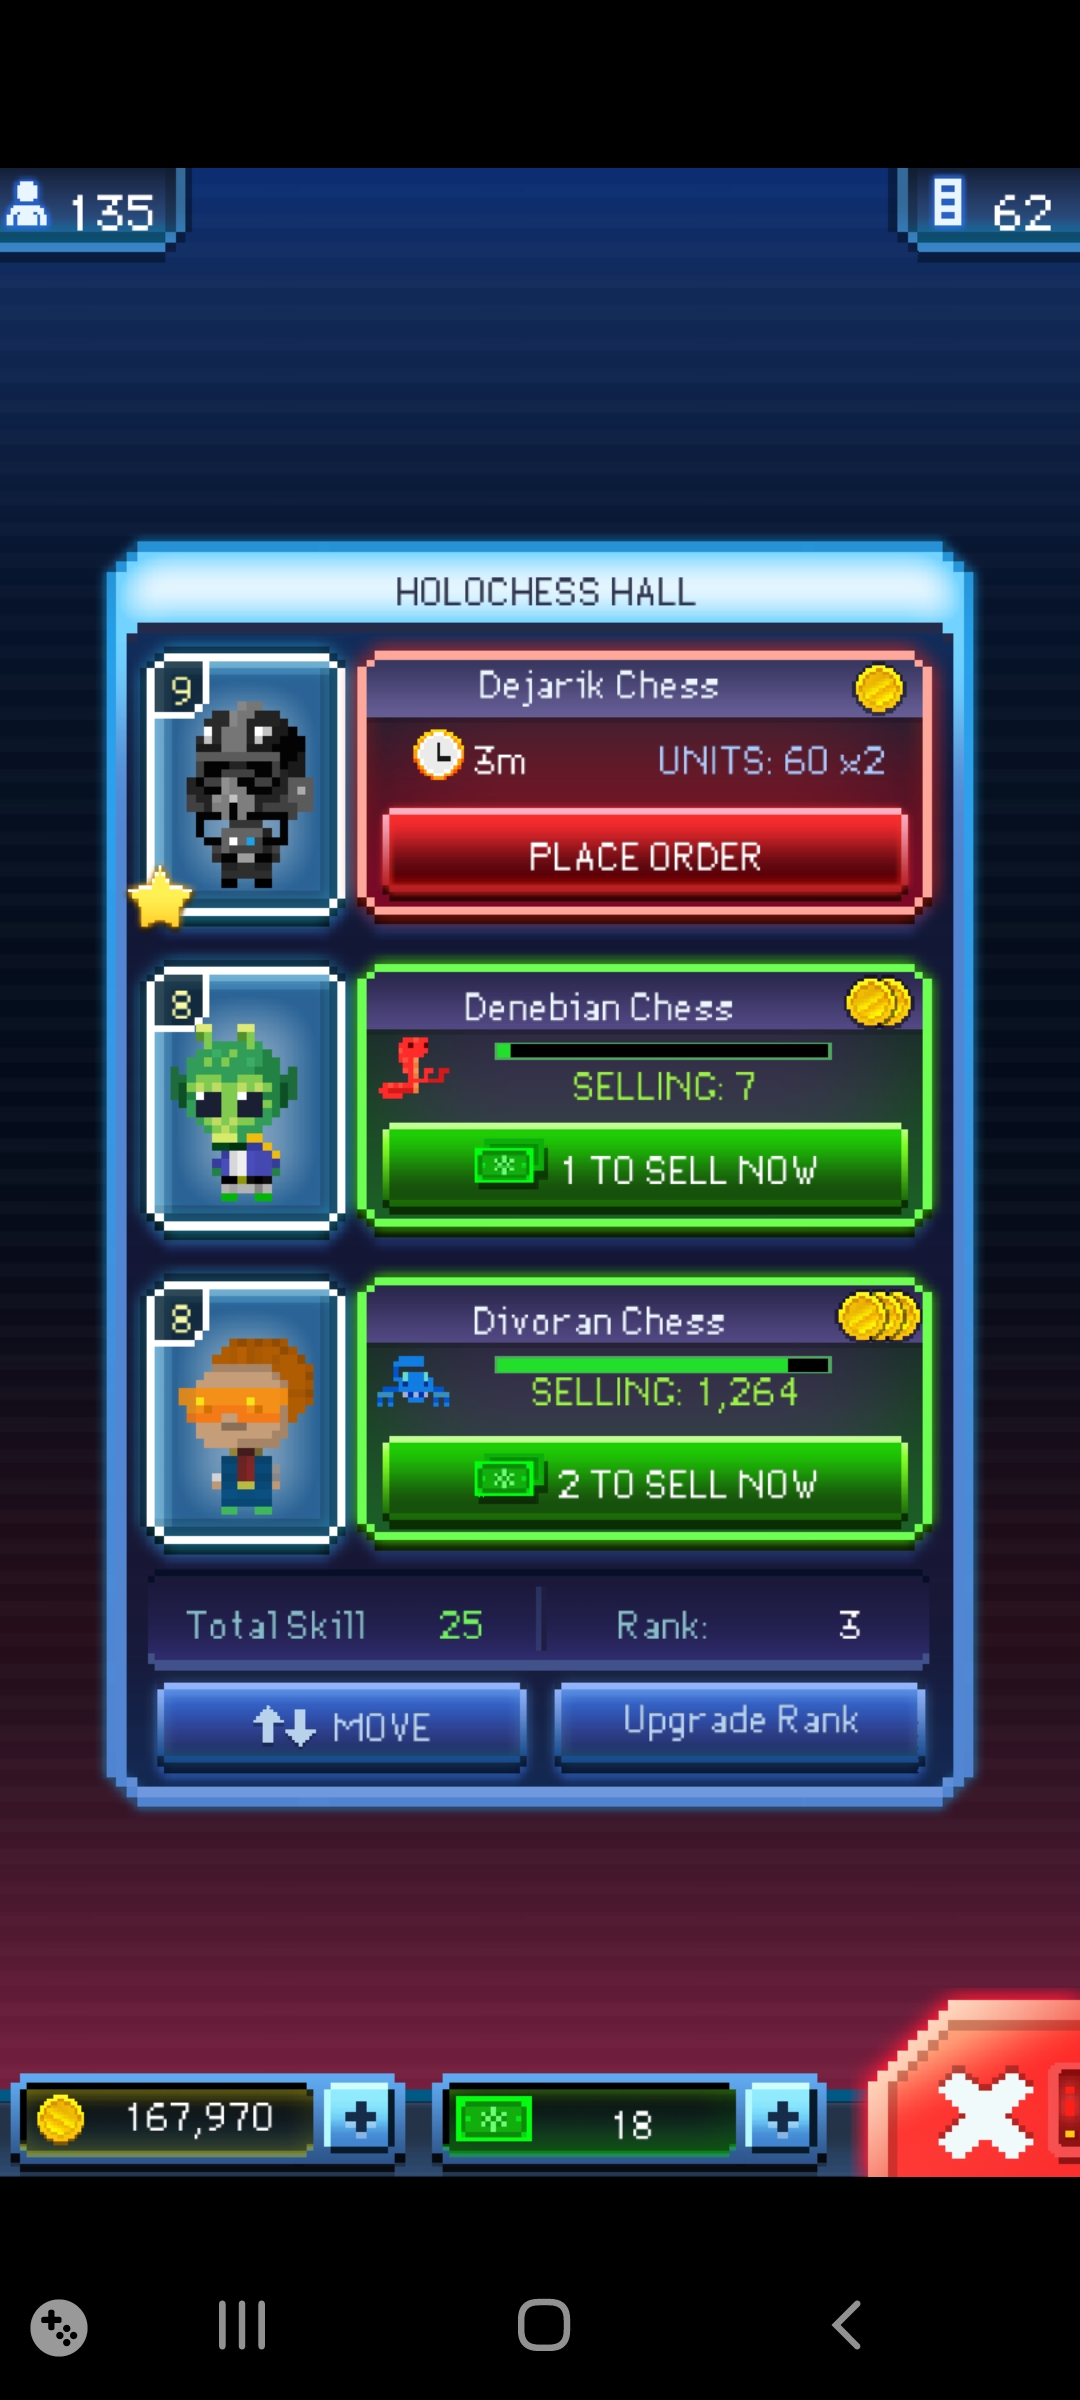 135
62
HOLOCHESS HALL
9
Dejarik Chess
3m
UNITS: 60 x2
PLACE ORDER
8
Denebian Chess
SELLING: 7
1 TO SELL NOW
8
Divoran Chess
SELLING: 1,264
2 TO SELL NOW
Total Skill 25
Rank: 3
MOVE
Upgrade Rank
167,970
18